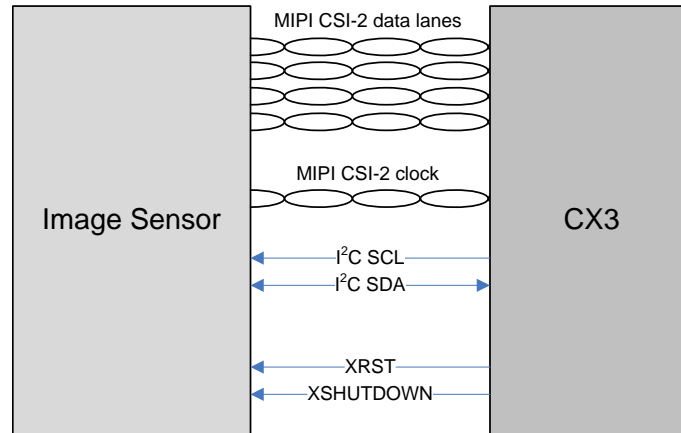 MIPI CSI-2 data lanes
MIPI CSI-2 clock
Image Sensor
CX3
I²C SCL
I²C SDA
XRST
XSHUTDOWN